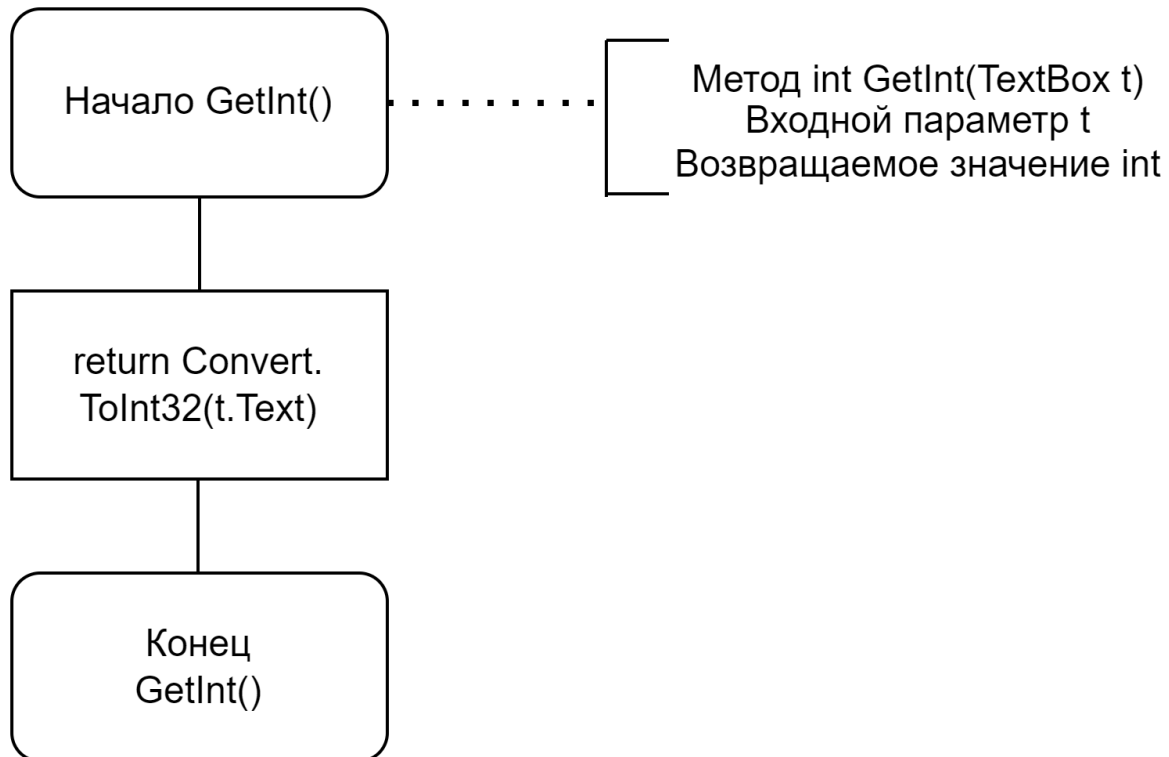 Начало GetInt()
Метод int GetInt(TextBox t)
Входной параметр t
Возвращаемое значение int
return Convert.
ToInt32(t.Text)
Конец
GetInt()